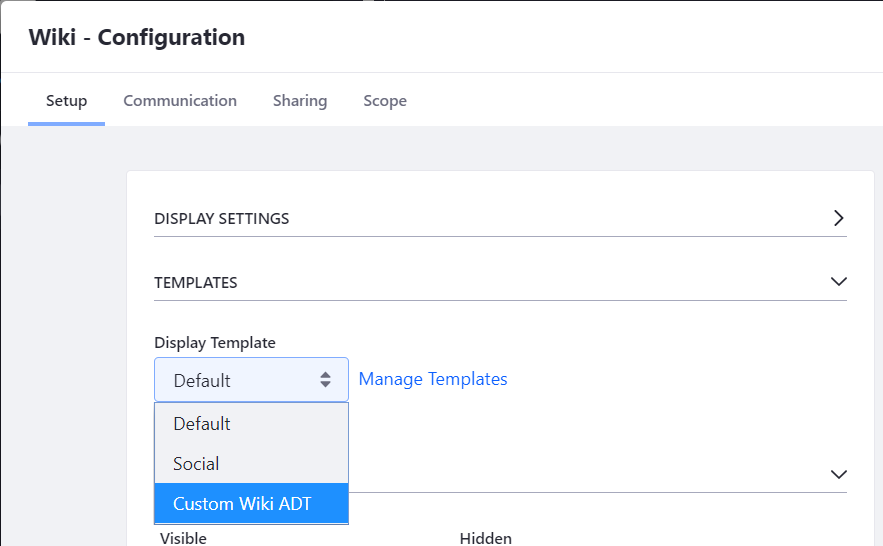 Wiki - Configuration
Setup Communication Sharing Scope
DISPLAY SETTINGS
TEMPLATES
Display Template
Default Manage Templates
Default
Social
Custom Wiki ADT
Visible Hidden